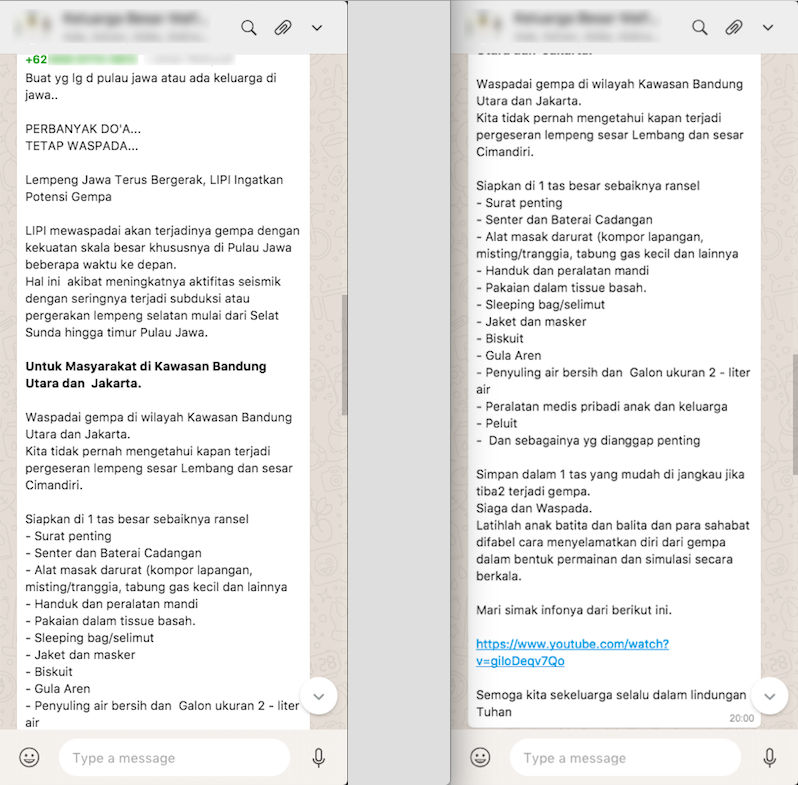 +62
Buat yg lg d pulau jawa atau ada keluarga di
jawa..
PERBANYAK DO'A...
TETAP WASPADA...
Lempeng Jawa Terus Bergerak, LIPI Ingatkan
Potensi Gempa
LIPI mewaspadai akan terjadinya gempa dengan
kekuatan skala besar khususnya di Pulau Jawa
beberapa waktu ke depan.
Hal ini  akibat meningkatnya aktifitas seismik
dengan seringnya terjadi subduksi atau
pergerakan lempeng selatan mulai dari Selat
Sunda hingga timur Pulau Jawa.
Untuk Masyarakat di Kawasan Bandung
Utara dan  Jakarta.
Waspadai gempa di wilayah Kawasan Bandung
Utara dan Jakarta.
Kita tidak pernah mengetahui kapan terjadi
pergeseran lempeng sesar Lembang dan sesar
Cimandiri.
Siapkan di 1 tas besar sebaiknya ransel
- Surat penting
- Senter dan Baterai Cadangan
- Alat masak darurat (kompor lapangan,
misting/tranggia, tabung gas kecil dan lainnya
- Handuk dan peralatan mandi
- Pakaian dalam tissue basah.
- Sleeping bag/selimut
- Jaket dan masker
- Biskuit
- Gula Aren
- Penyuling air bersih dan  Galon ukuran 2 - liter
air
Type a message
Utara dan  Jakarta.
Waspadai gempa di wilayah Kawasan Bandung
Utara dan Jakarta.
Kita tidak pernah mengetahui kapan terjadi
pergeseran lempeng sesar Lembang dan sesar
Cimandiri.
Siapkan di 1 tas besar sebaiknya ransel
- Surat penting
- Senter dan Baterai Cadangan
- Alat masak darurat (kompor lapangan,
misting/tranggia, tabung gas kecil dan lainnya
- Handuk dan peralatan mandi
- Pakaian dalam tissue basah.
- Sleeping bag/selimut
- Jaket dan masker
- Biskuit
- Gula Aren
- Penyuling air bersih dan  Galon ukuran 2 - liter
air
- Peralatan medis pribadi anak dan keluarga
- Peluit
-  Dan sebagainya yg dianggap penting
Simpan dalam 1 tas yang mudah di jangkau jika
tiba2 terjadi gempa.
Siaga dan Waspada.
Latihlah anak batita dan balita dan para sahabat
difabel cara menyelamatkan diri dari gempa
dalam bentuk permainan dan simulasi secara
berkala.
Mari simak infonya dari berikut ini.
https://www.youtube.com/watch?
v=giloDeqv7Qo
Semoga kita sekeluarga selalu dalam lindungan
Tuhan
20:00
Type a message